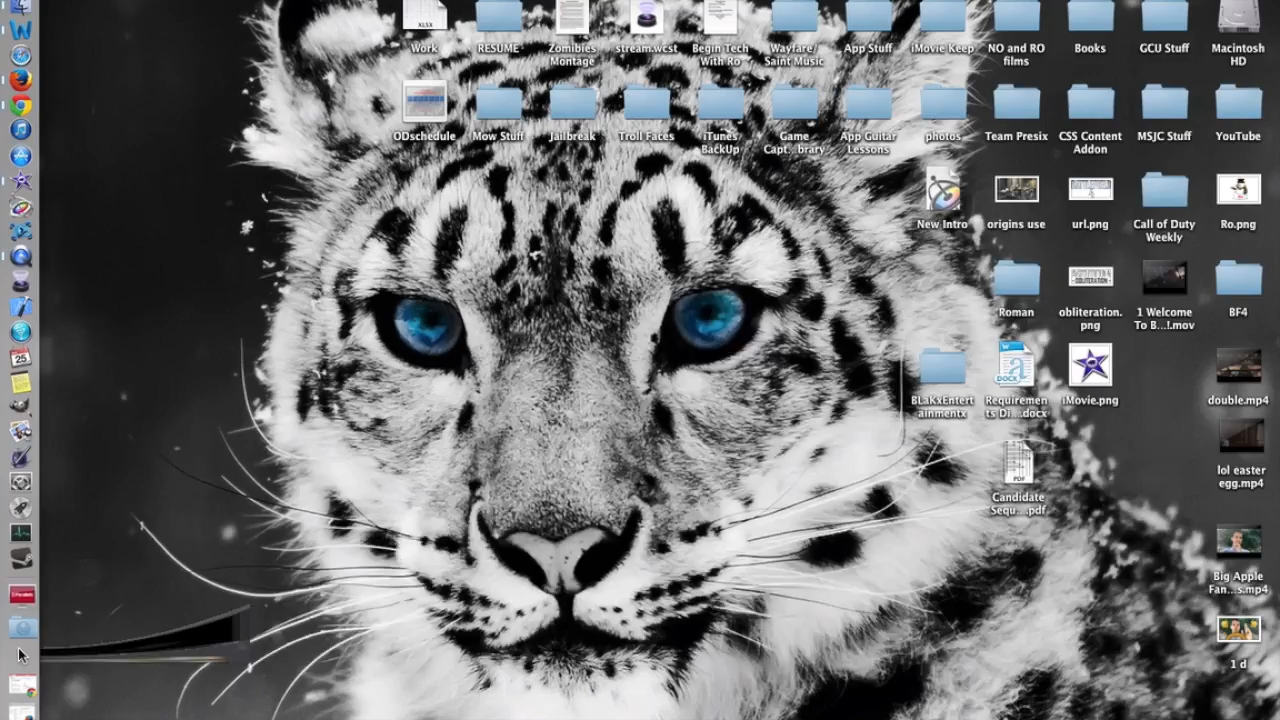 XLSX
Work
RESUME
Zomibies
Montage
stream.wcst
Begin Tech
With Ro
Wayfare/
Saint Music
App Stuff
iMovie Keep
NO and RO
films
Books
GCU Stuff
Macintosh
HD
ODschedule
Mow Stuff
Jailbreak
Troll Faces
iTunes
BackUp
Game
Capt...brary
App Guitar
Lessons
photos
Team Presix
CSS Content
Addon
MSJC Stuff
YouTube
New Intro
origins use
url.png
Call of Duty
Weekly
Ro.png
OBLITERATION
Roman
obliteration.
png
1 Welcome
To B...!.mov
BF4
DOCX
BLaKxEntert
ainmentx
Requiremen
ts Di...docx
iMovie.png
double.mp4
PDF
lol easter
egg.mp4
Candidate
Sequ....pdf
Big Apple
Fan...s.mp4
1 d
25